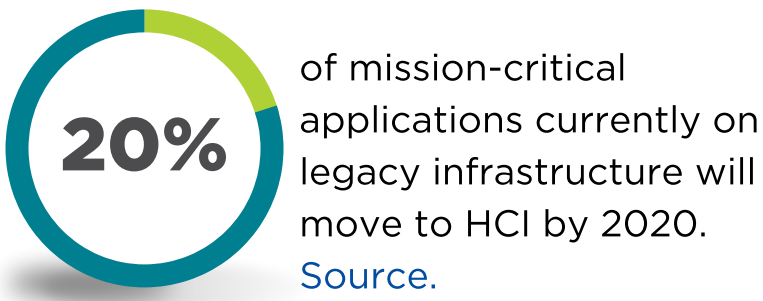 20%
of mission-critical
applications currently on
legacy infrastructure will
move to HCI by 2020.
Source.